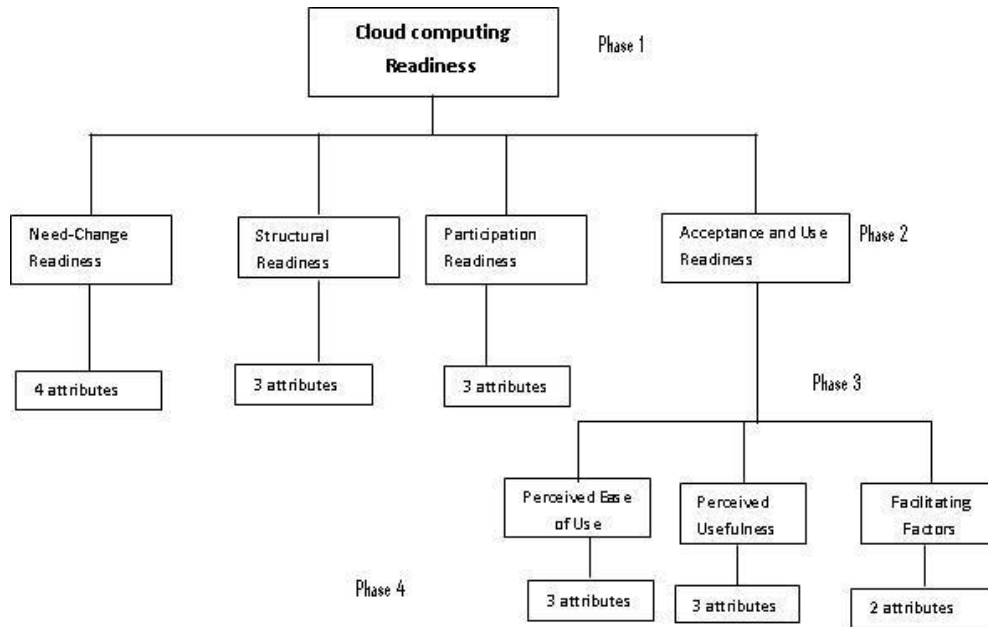 Cloud computing
Readiness
Phase 1
Need-Change
Readiness
Structural
Readiness
Participation
Readiness
Acceptance and Use
Readiness
Phase 2
4 attributes
3 attributes
3 attributes
Phase 3
Perceived Ease
of Use
Perceived
Usefulness
Facilitating
Factors
Phase 4
3 attributes
3 attributes
2 attributes